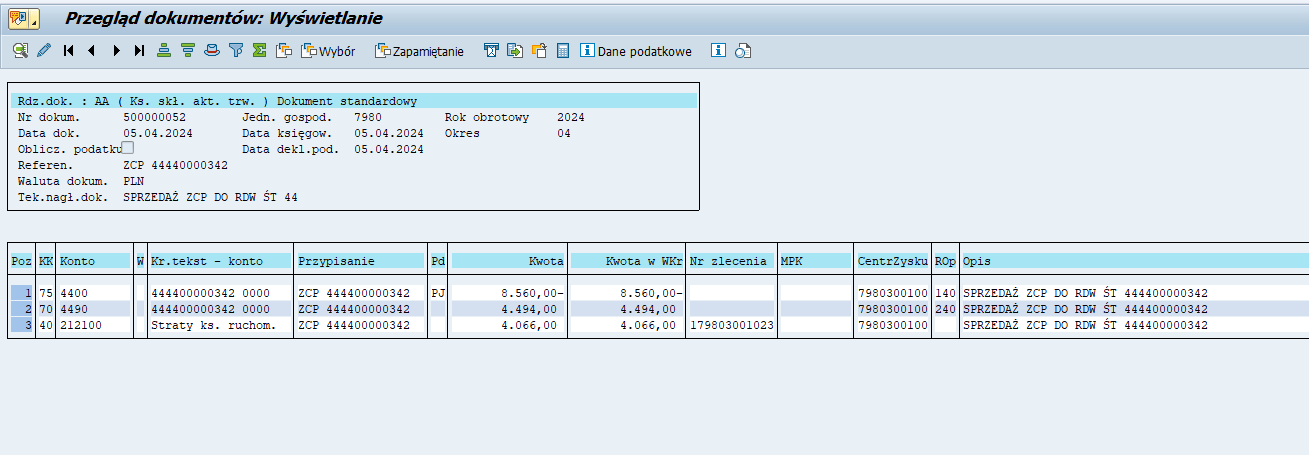 Przegląd dokumentów: Wyświetlanie
Wybór Zapamiętanie Dane podatkowe
Rdz.dok. : AA ( Ks. skł. akt. trw. ) Dokument standardowy
Nr dokum. 500000052 Jedn. gospod. 7980 Rok obrotowy 2024
Data dok. 05.04.2024 Data księgow. 05.04.2024 Okres 04
Oblicz. podatku Data dekl.pod. 05.04.2024
Referen. ZCP 44440000342
Waluta dokum. PLN
Tek.nagł.dok. SPRZEDAŻ ZCP DO RDW ŚT 44
Poz KK Konto W Kr.tekst - konto Przypisanie Pd Kwota Kwota w WKr Nr zlecenia MPK CentrZysku ROp Opis
1 75 4400 444400000342 0000 ZCP 444400000342 PJ 8.560,00- 8.560,00- 7980300100 140 SPRZEDAŻ ZCP DO RDW ŚT 444400000342
2 70 4490 444400000342 0000 ZCP 444400000342 4.494,00 4.494,00 7980300100 240 SPRZEDAŻ ZCP DO RDW ŚT 444400000342
3 40 212100 Straty ks. ruchom. ZCP 444400000342 4.066,00 4.066,00 179803001023 7980300100 SPRZEDAŻ ZCP DO RDW ŚT 444400000342